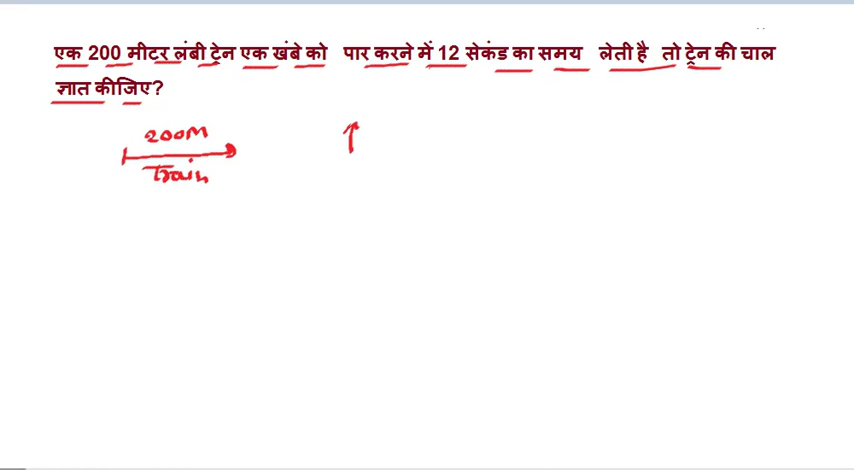 एक 200 मीटर लंबी ट्रेन एक खंबे को पार करने में 12 सेकंड का समय लेती है तो ट्रेन की चाल
ज्ञात कीजिए?
200M
Train